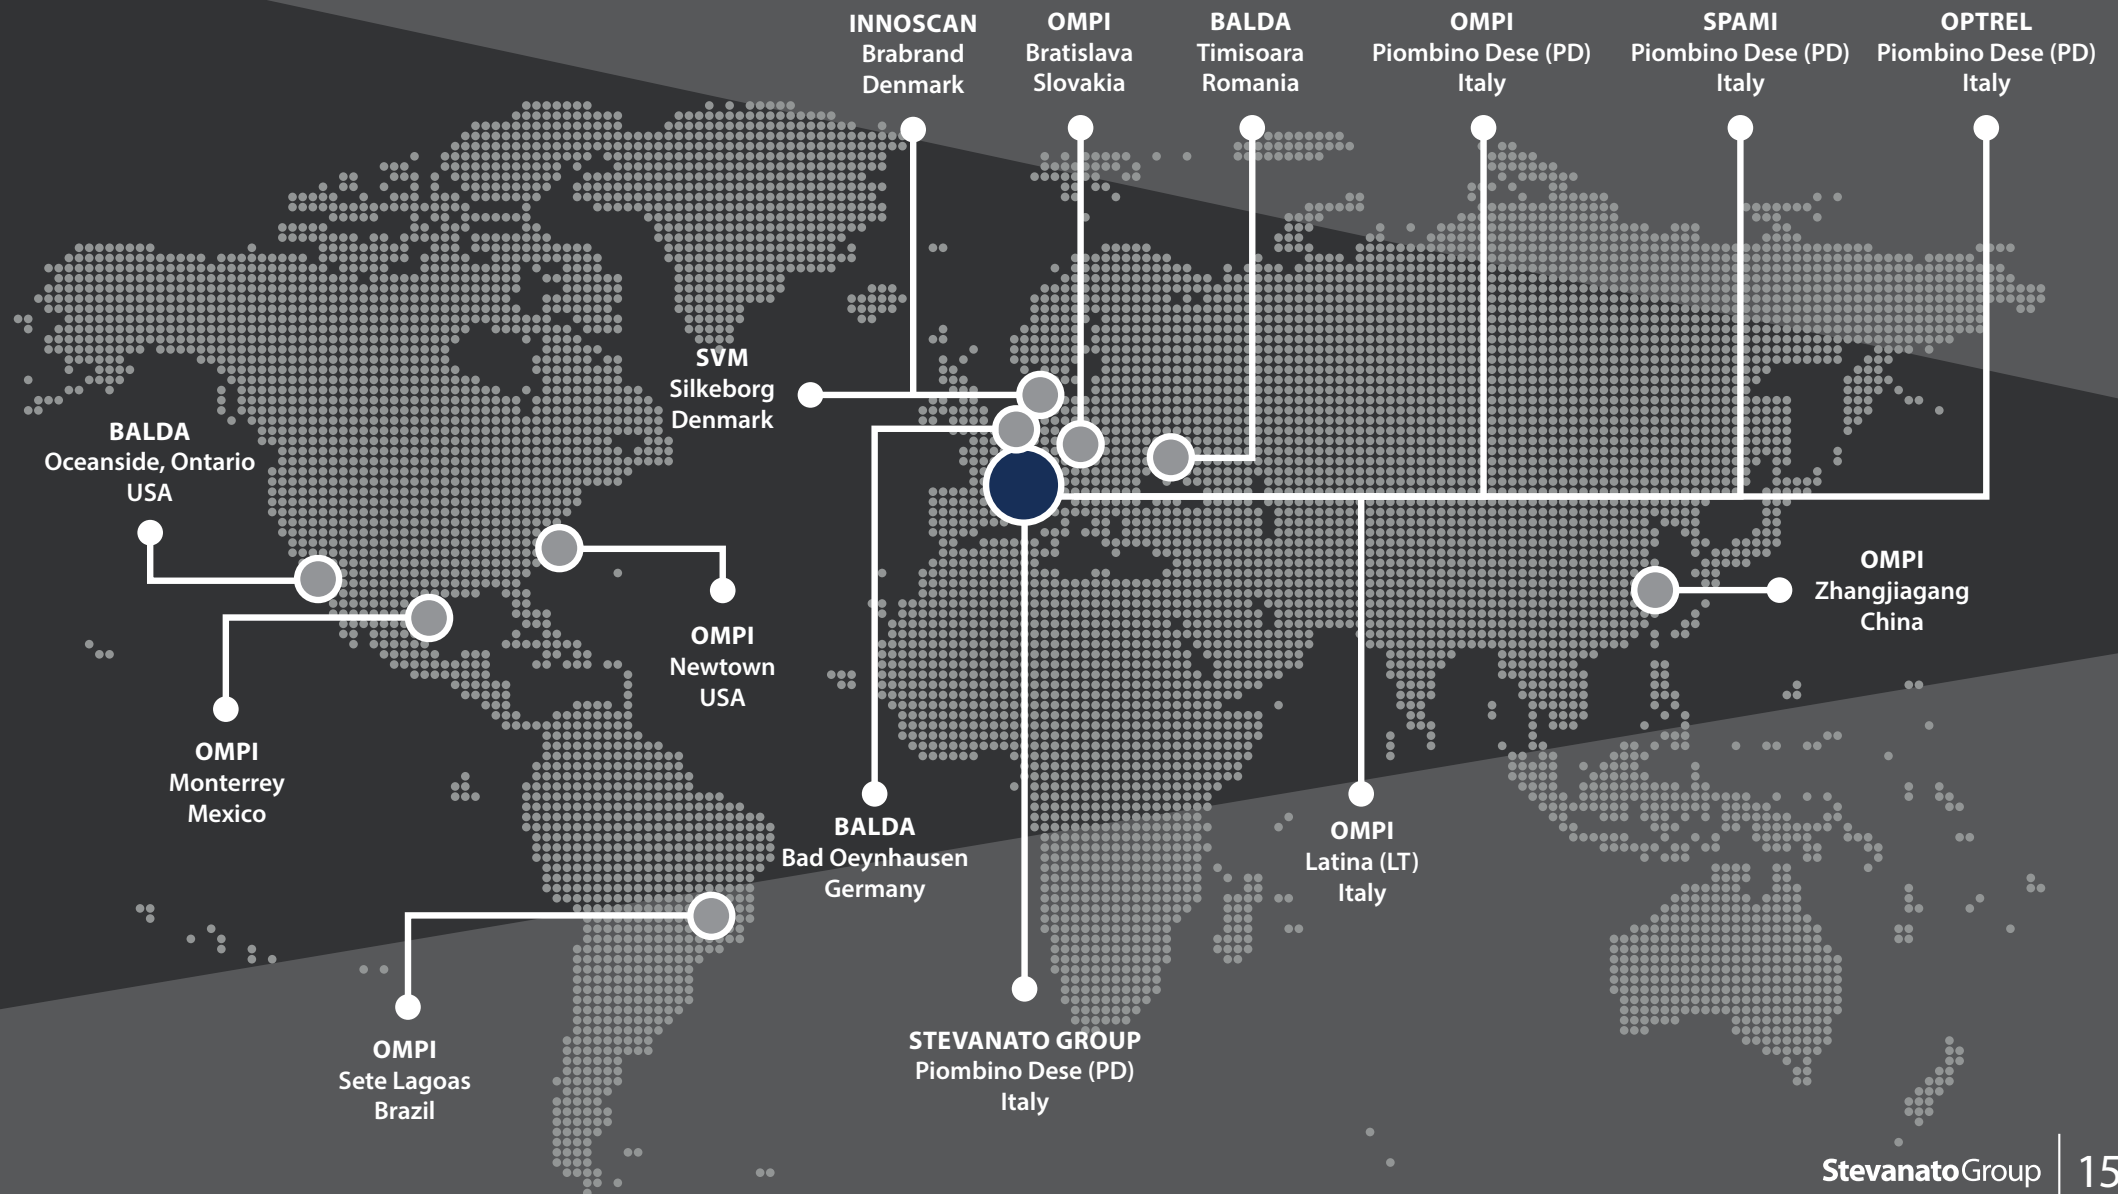 INNOSCAN
Brabrand
Denmark
OMPI
Bratislava
Slovakia
BALDA
Timisoara
Romania
OMPI
Piombino Dese (PD)
Italy
SPAMI
Piombino Dese (PD)
Italy
OPTREL
Piombino Dese (PD)
Italy
SVM
Silkeborg
Denmark
BALDA
Oceanside, Ontario
USA
OMPI
Zhangjiagang
China
OMPI
Newtown
USA
OMPI
Monterrey
Mexico
BALDA
Bad Oeynhausen
Germany
OMPI
Latina (LT)
Italy
OMPI
Sete Lagoas
Brazil
STEVANATO GROUP
Piombino Dese (PD)
Italy
StevanatoGroup
15